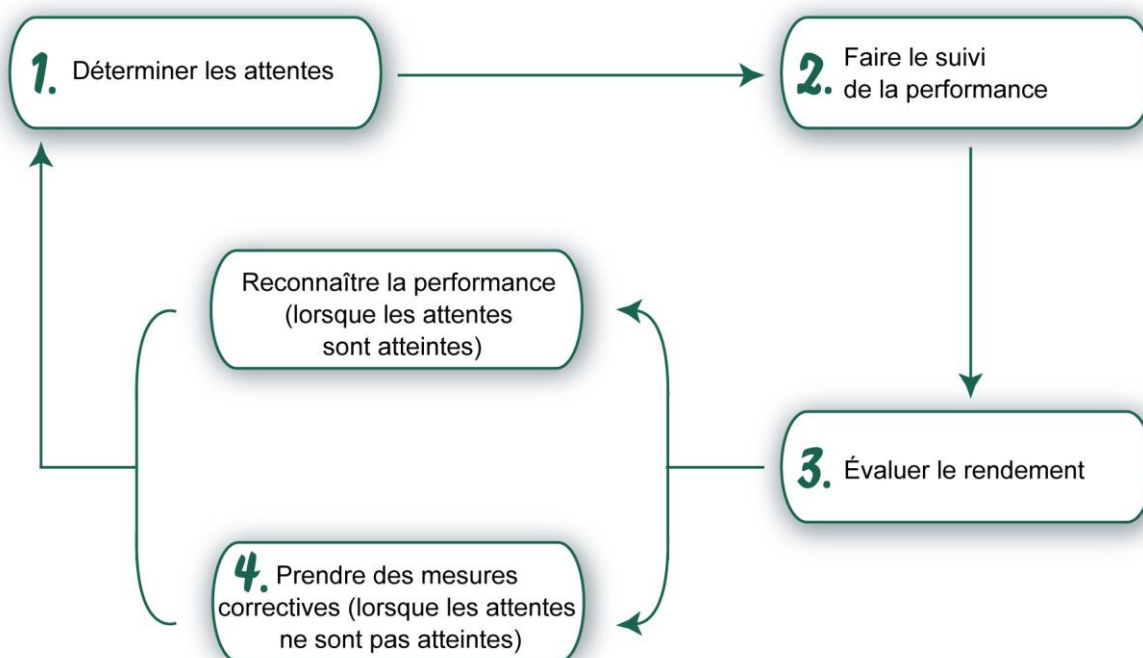 1. Déterminer les attentes
2. Faire le suivi
de la performance
Reconnaître la performance
(lorsque les attentes
sont atteintes)
3. Évaluer le rendement
4. Prendre des mesures
correctives (lorsque les attentes
ne sont pas atteintes)